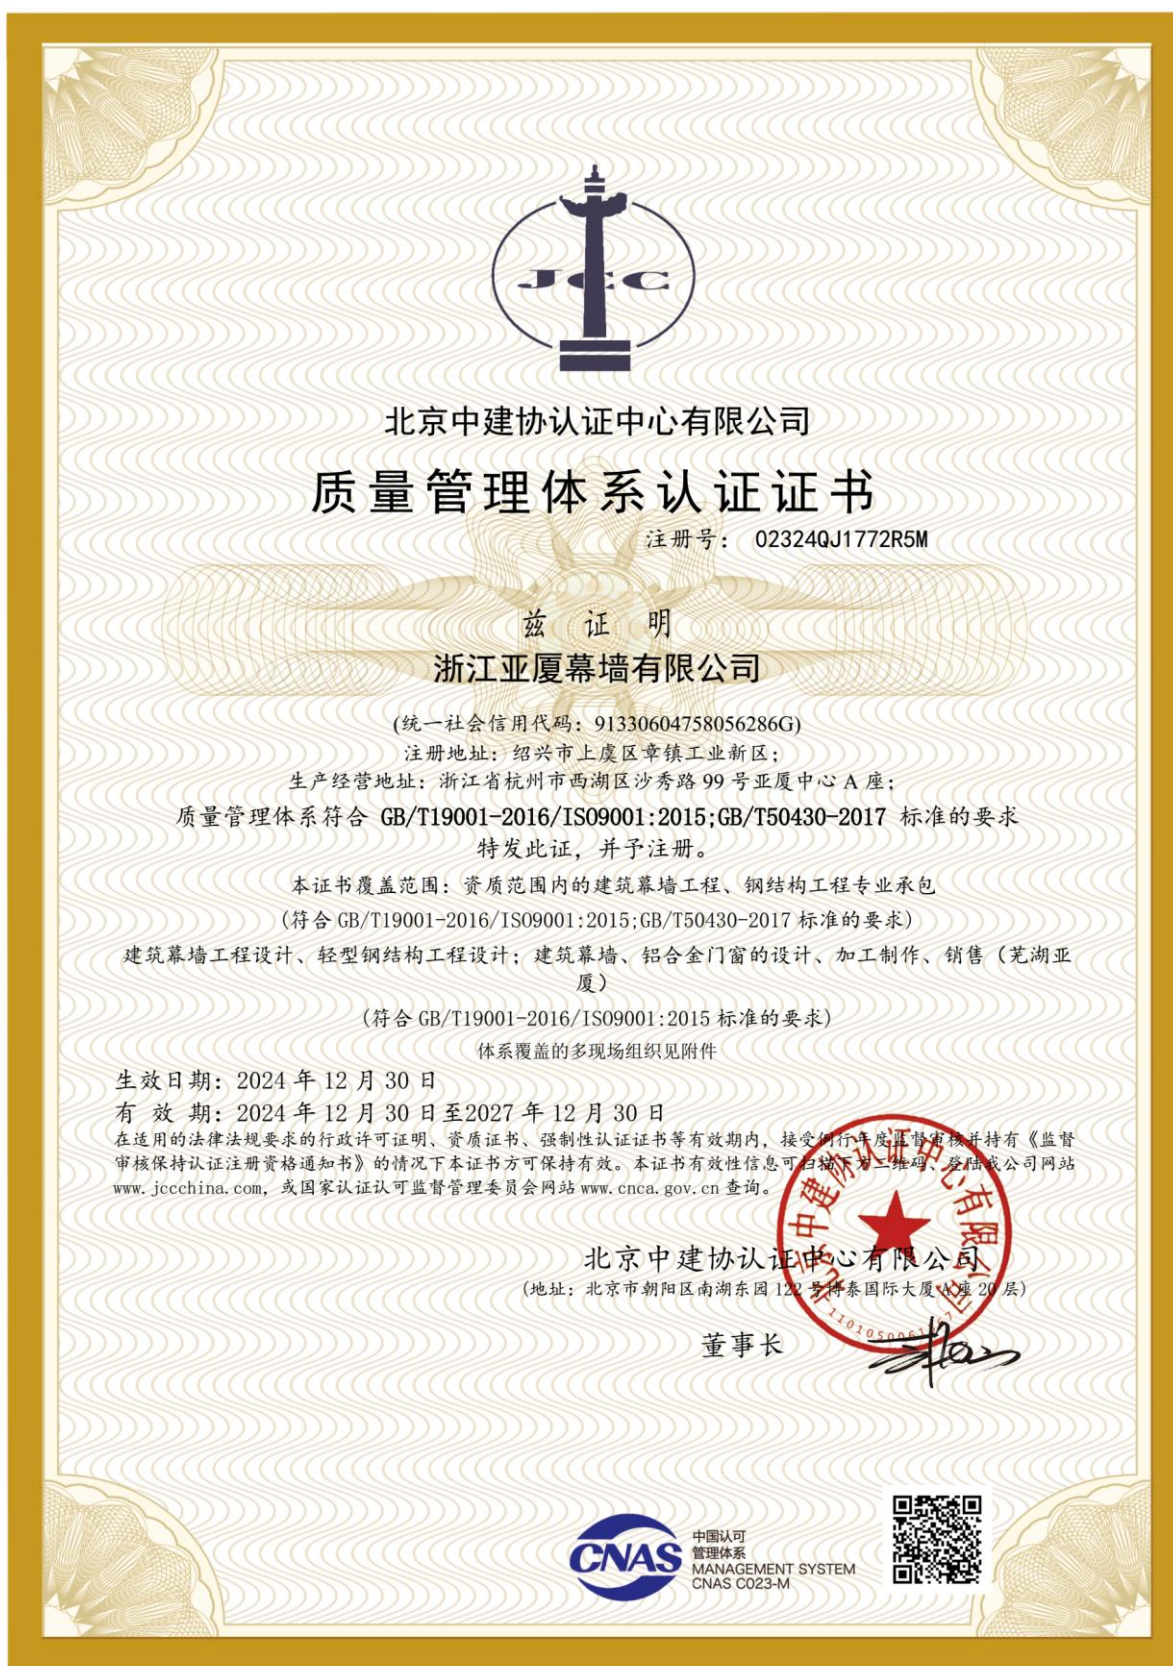 JCC
北京中建协认证中心有限公司
质量管理体系认证证书
注册号： 02324QJ1772R5M
兹 证 明
浙江亚厦幕墙有限公司
(统一社会信用代码：91330604758056286G)
注册地址：绍兴市上虞区章镇工业新区；
生产经营地址：浙江省杭州市西湖区沙秀路 99 号亚厦中心 A 座；
质量管理体系符合 GB/T19001-2016/ISO9001:2015;GB/T50430-2017 标准的要求
特发此证，并予注册。
本证书覆盖范围：资质范围内的建筑幕墙工程、钢结构工程专业承包
(符合 GB/T19001-2016/ISO9001:2015;GB/T50430-2017 标准的要求)
建筑幕墙工程设计、轻型钢结构工程设计；建筑幕墙、铝合金门窗的设计、加工制作、销售（芜湖亚
厦）
(符合 GB/T19001-2016/ISO9001:2015 标准的要求)
体系覆盖的多现场组织见附件
生效日期：2024 年 12 月 30 日
有 效 期：2024 年 12 月 30 日至2027 年 12 月 30 日
在适用的法律法规要求的行政许可证明、资质证书、强制性认证证书等有效期内，接受例行年度监督审核并持有《监督
审核保持认证注册资格通知书》的情况下本证书方可保持有效。本证书有效性信息可扫描下方二维码、登陆我公司网站
www.jccchina.com，或国家认证认可监督管理委员会网站 www.cnca.gov.cn 查询。
北京中建协认证中心有限公司
北京中建协认证中心有限公司
(地址：北京市朝阳区南湖东园 122 号博泰国际大厦 A 座 20 层)
董事长
CNAS
中国认可
管理体系
MANAGEMENT SYSTEM
CNAS C023-M